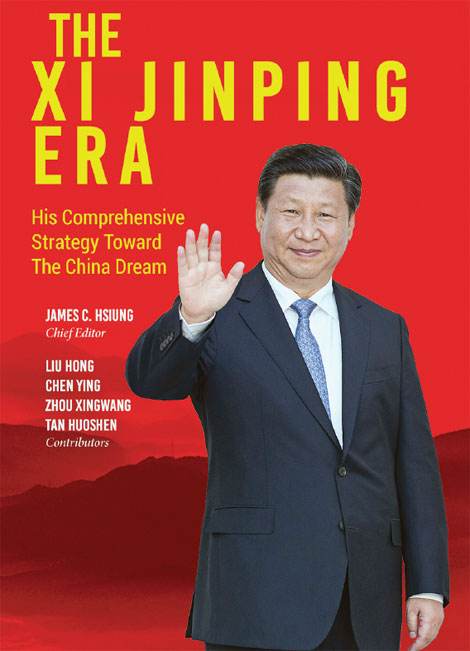 THE
XI JINPING
ERA
His Comprehensive
Strategy Toward
The China Dream
JAMES C. HSIUNG
Chief Editor
LIU HONG
CHEN YING
ZHOU XINGWANG
TAN HUOSHEN
Contributors